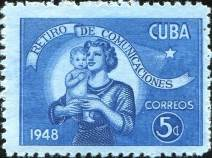 CUBA
RETIRO DE COMUNICACIONES
CORREOS
1948
5¢